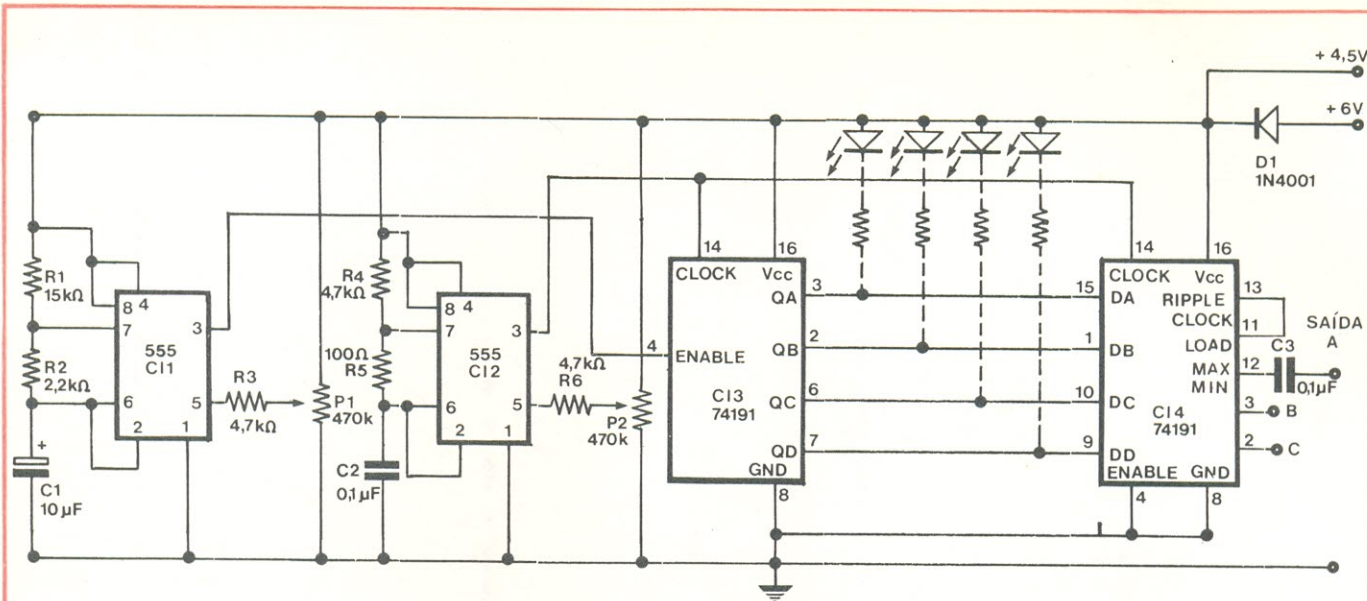 + 4,5V
+ 6V
D1
1N4001
R1
15kΩ
R2
2,2kΩ
C1
10µF
+
8
4
7
6
2
3
5
1
555
CI1
R3
4,7kΩ
P1
470k
R4
4,7kΩ
100Ω
R5
C2
0,1µF
8
4
7
6
2
3
5
1
555
CI2
4,7kΩ
R6
P2
470k
14
16
CLOCK
Vcc
QA
3
4
ENABLE
QB
2
CI3
74191
QC
6
QD
7
GND
8
14
16
CLOCK
Vcc
15
DA
RIPPLE
13
CLOCK
11
1
DB
LOAD
MAX
12
MIN
10
DC
CI4
74191
3
B
9
DD
2
C
ENABLE
GND
4
8
SAÍDA
A
C3
0,1µF